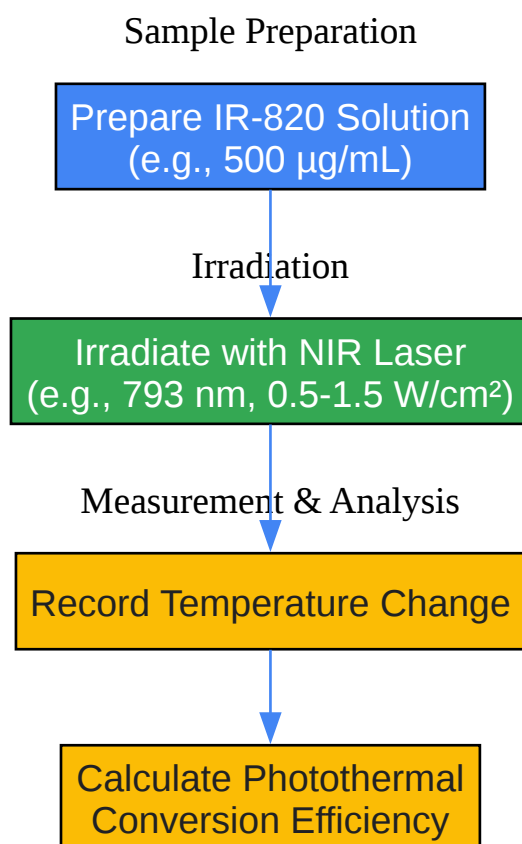 Sample Preparation
Prepare IR-820 Solution
(e.g., 500 µg/mL)
Irradiation
Irradiate with NIR Laser
(e.g., 793 nm, 0.5-1.5 W/cm²)
Measurement & Analysis
Record Temperature Change
Calculate Photothermal
Conversion Efficiency